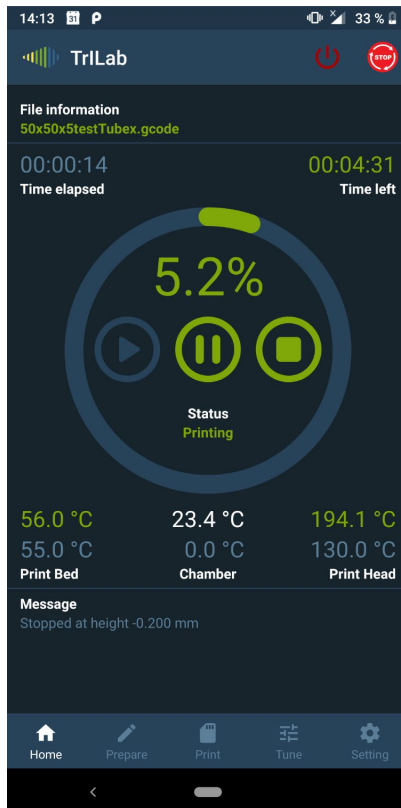 14:13 31 P 33 %
TrILab STOP
File information
50x50x5testTubex.gcode
00:00:14 00:04:31
Time elapsed Time left
5.2%
Status
Printing
56.0 °C 23.4 °C 194.1 °C
55.0 °C 0.0 °C 130.0 °C
Print Bed Chamber Print Head
Message
Stopped at height -0.200 mm
Home Prepare Print Tune Setting